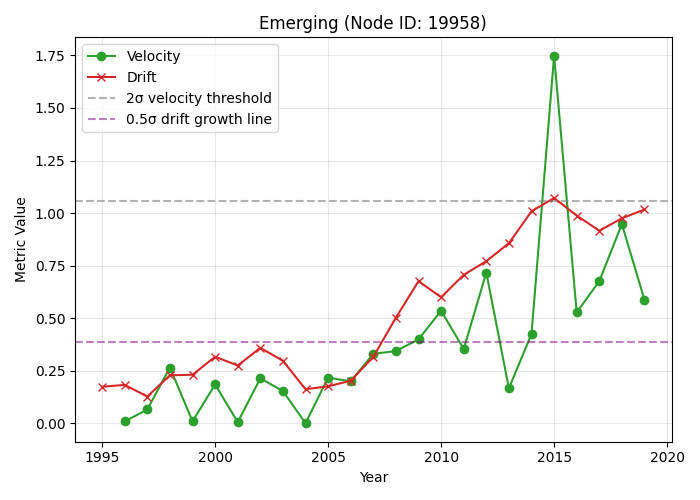 Emerging (Node ID: 19958)
Velocity
Drift
2σ velocity threshold
0.5σ drift growth line
Metric Value
1.75
1.50
1.25
1.00
0.75
0.50
0.25
0.00
1995 2000 2005 2010 2015 2020
Year